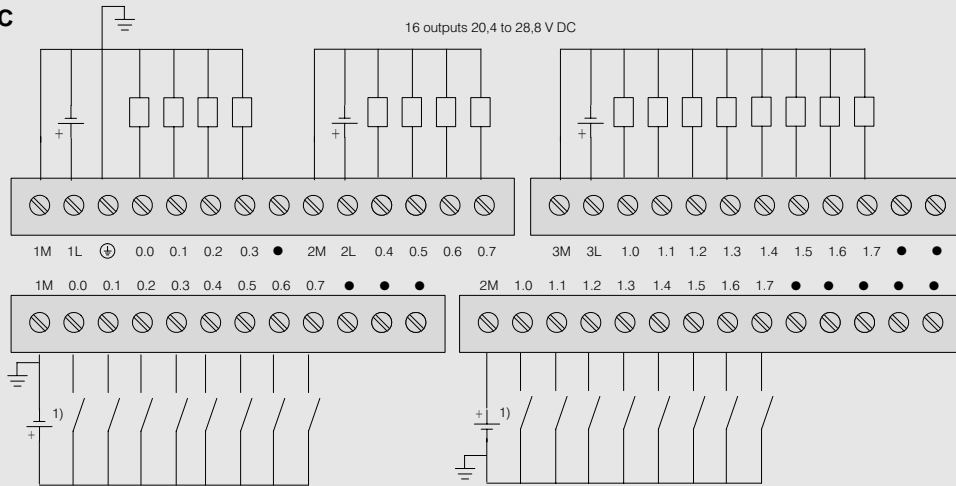 C
16 outputs 20,4 to 28,8 V DC
+ + +
1M 1L 0.0 0.1 0.2 0.3 ● 2M 2L 0.4 0.5 0.6 0.7 3M 3L 1.0 1.1 1.2 1.3 1.4 1.5 1.6 1.7 ● ●
1M 0.0 0.1 0.2 0.3 0.4 0.5 0.6 0.7 ● ● ● 2M 1.0 1.1 1.2 1.3 1.4 1.5 1.6 1.7 ● ● ● ● ●
1) + 1)
+